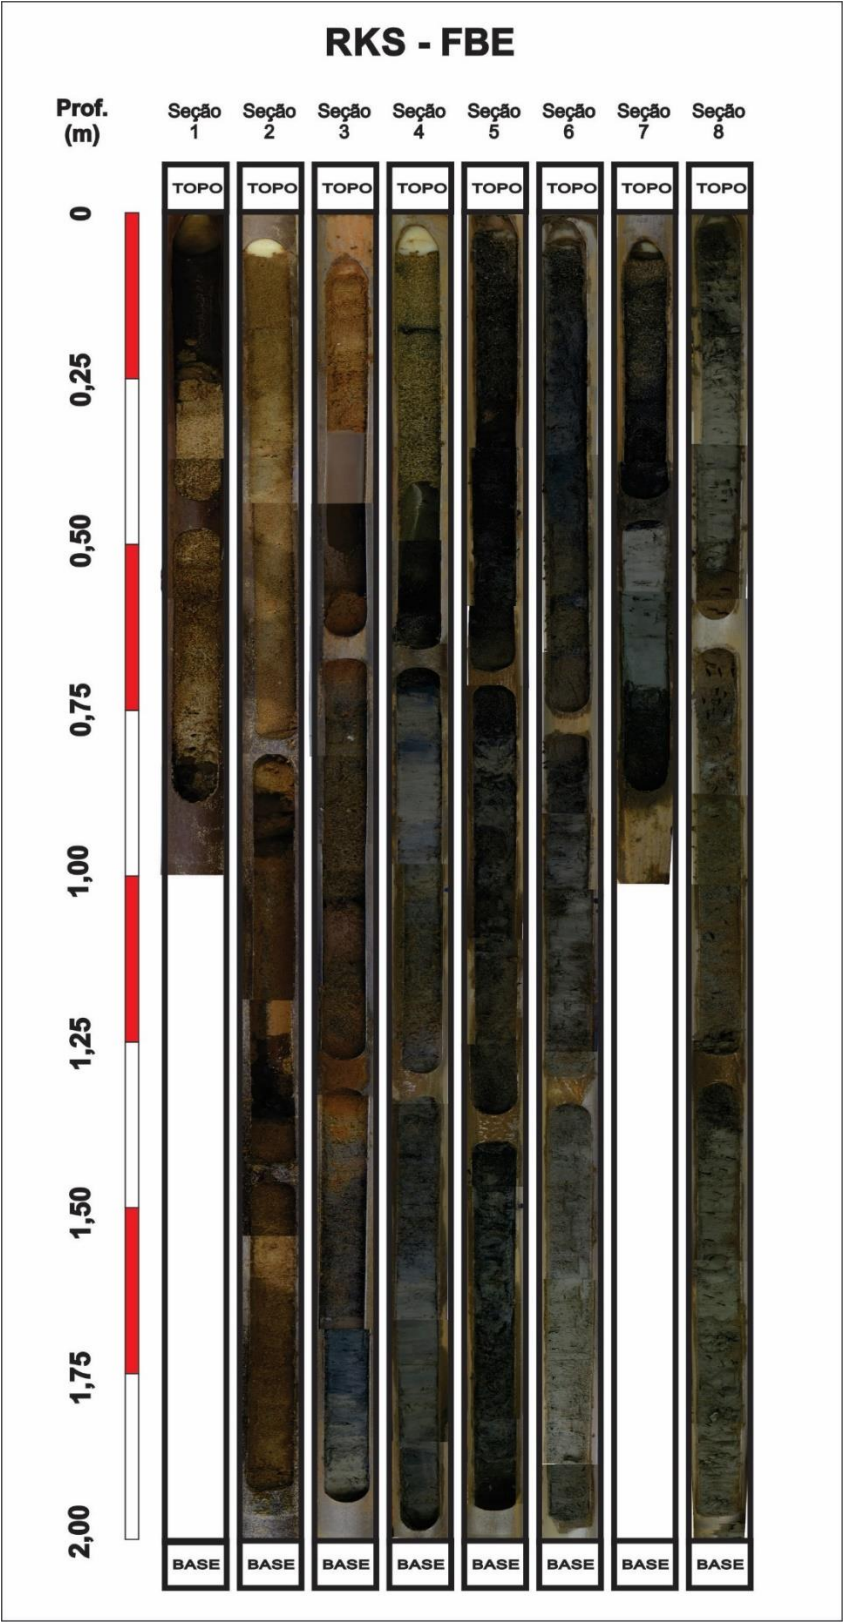 RKS - FBE
Prof.
(m)
Seção
1
Seção
2
Seção
3
Seção
4
Seção
5
Seção
6
Seção
7
Seção
8
TOPO
TOPO
TOPO
TOPO
TOPO
TOPO
TOPO
TOPO
0
0,25
0,50
0,75
1,00
1,25
1,50
1,75
2,00
BASE
BASE
BASE
BASE
BASE
BASE
BASE
BASE